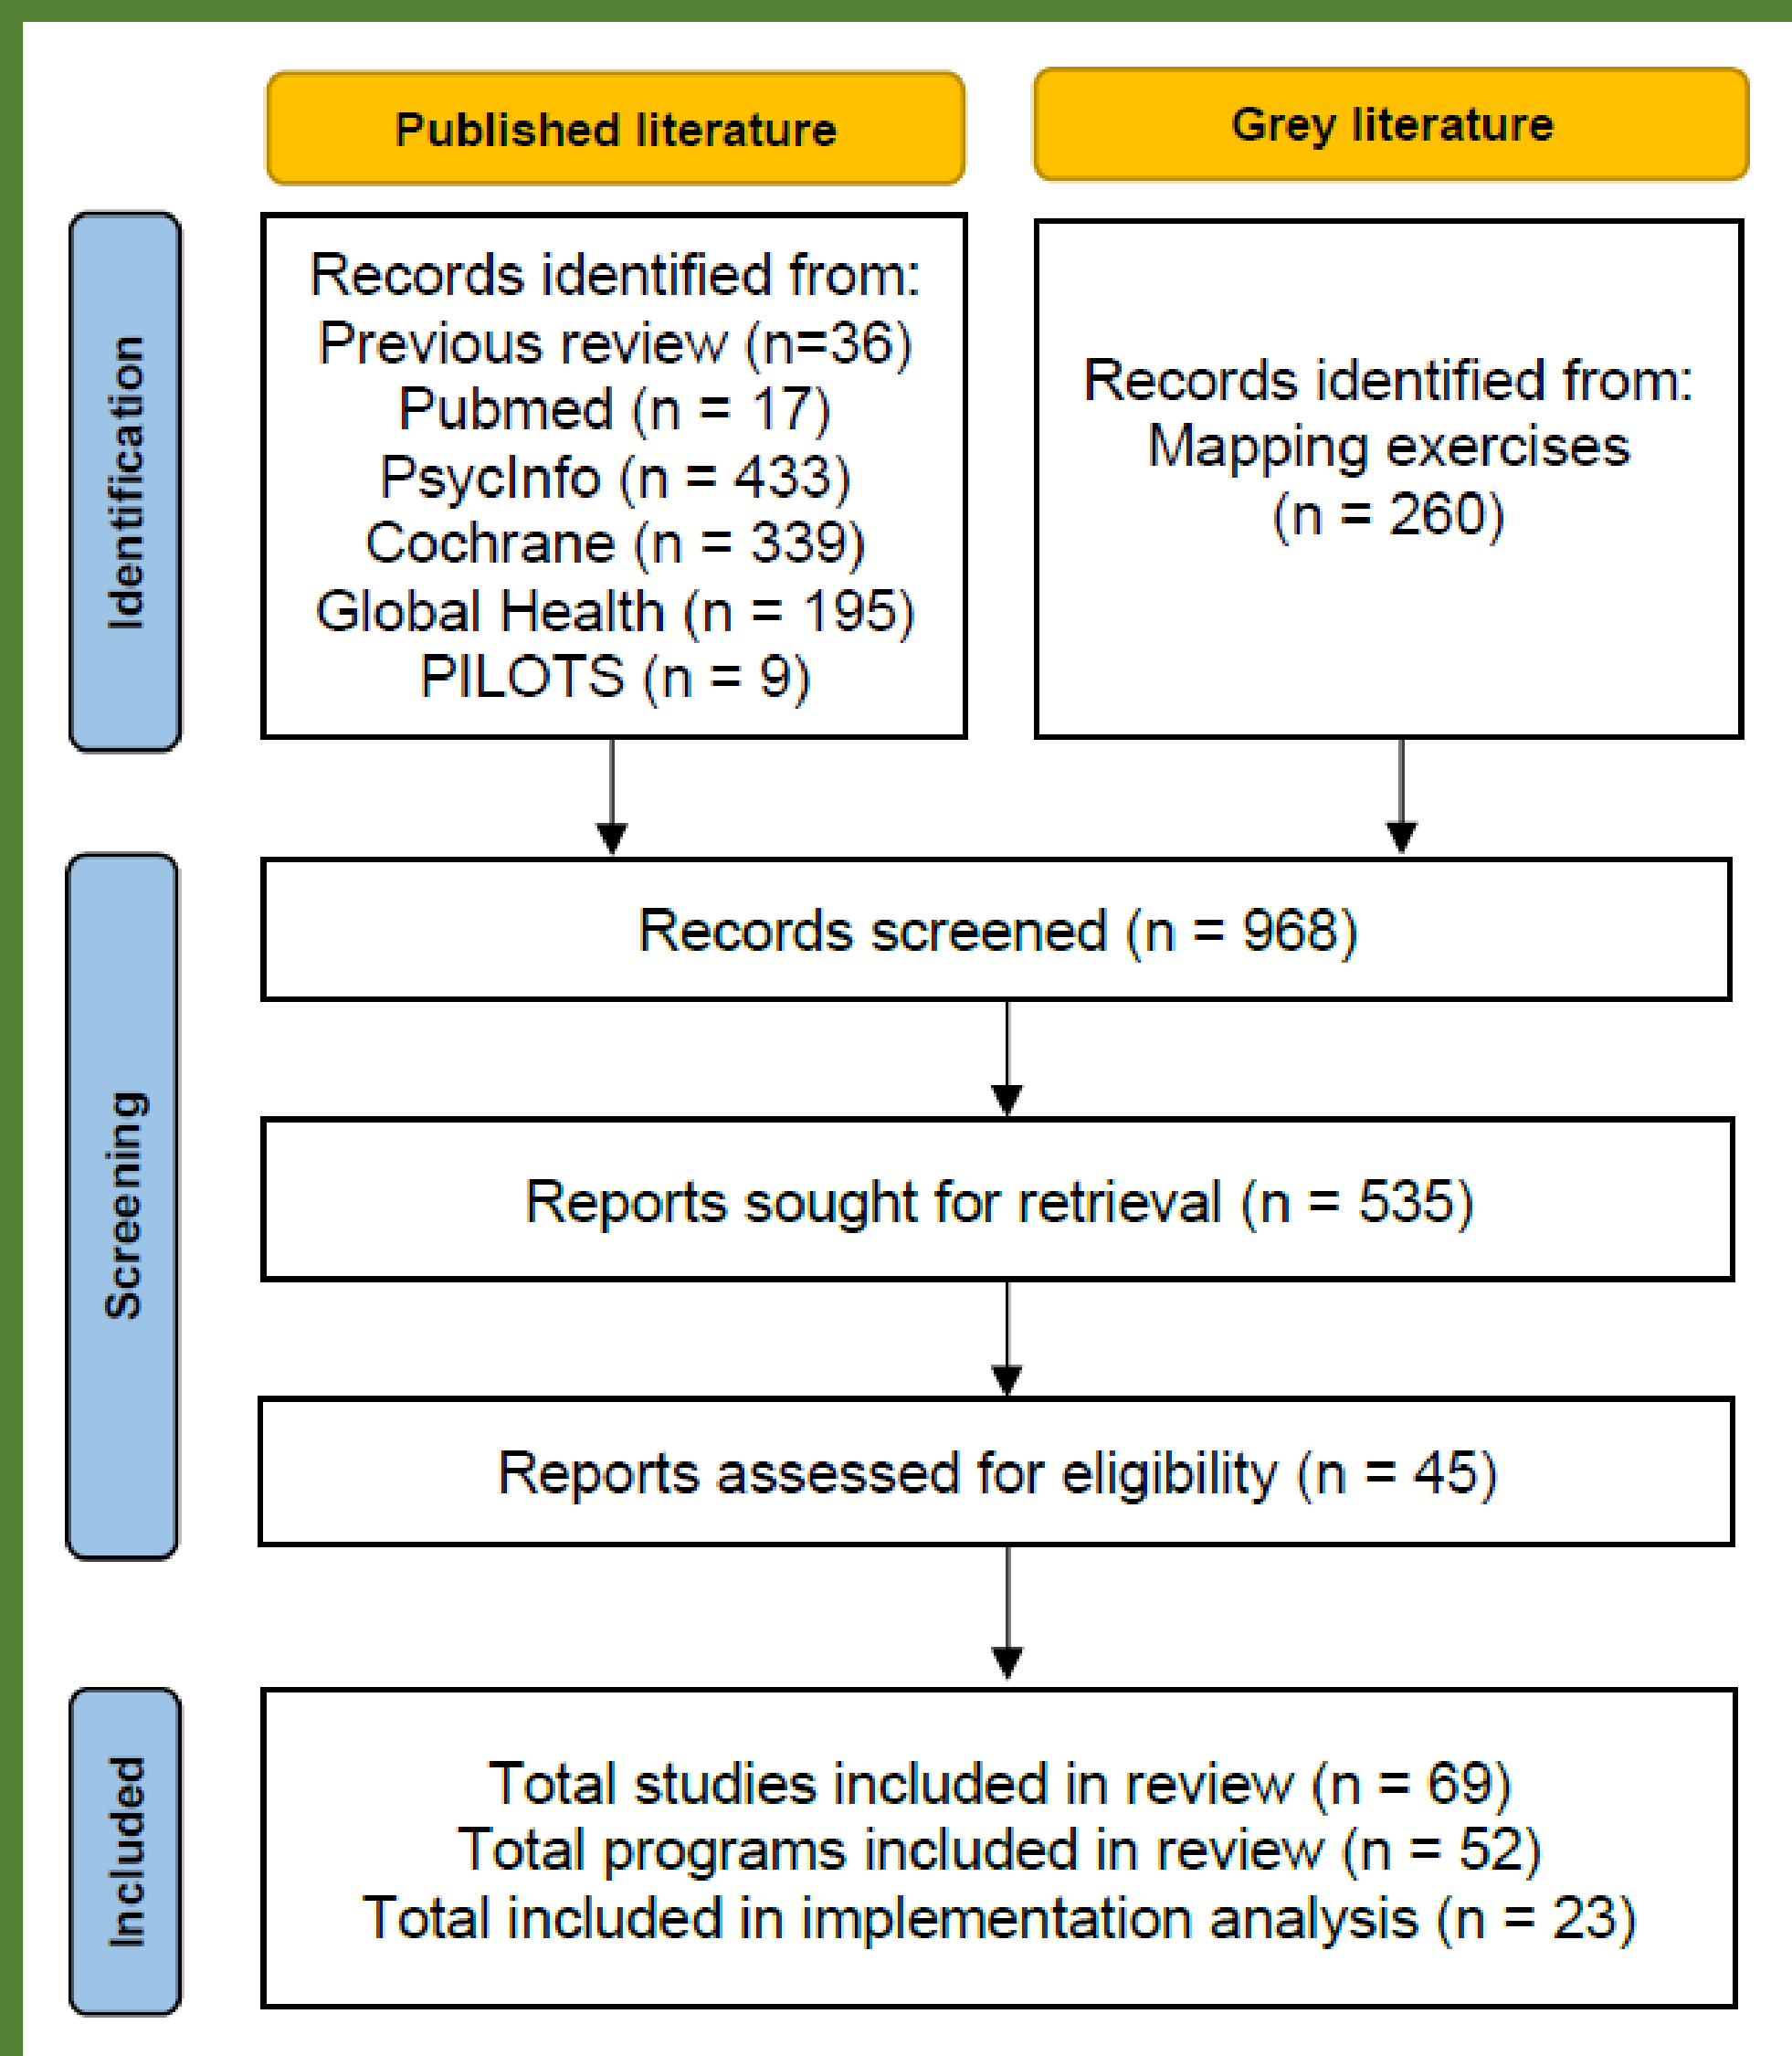 Published literature
Grey literature
Identification
Records identified from:
Previous review (n=36)
Pubmed (n = 17)
PsycInfo (n = 433)
Cochrane (n = 339)
Global Health (n = 195)
PILOTS (n = 9)
Records identified from:
Mapping exercises
(n = 260)
Screening
Records screened (n = 968)
Reports sought for retrieval (n = 535)
Reports assessed for eligibility (n = 45)
Included
Total studies included in review (n = 69)
Total programs included in review (n = 52)
Total included in implementation analysis (n = 23)